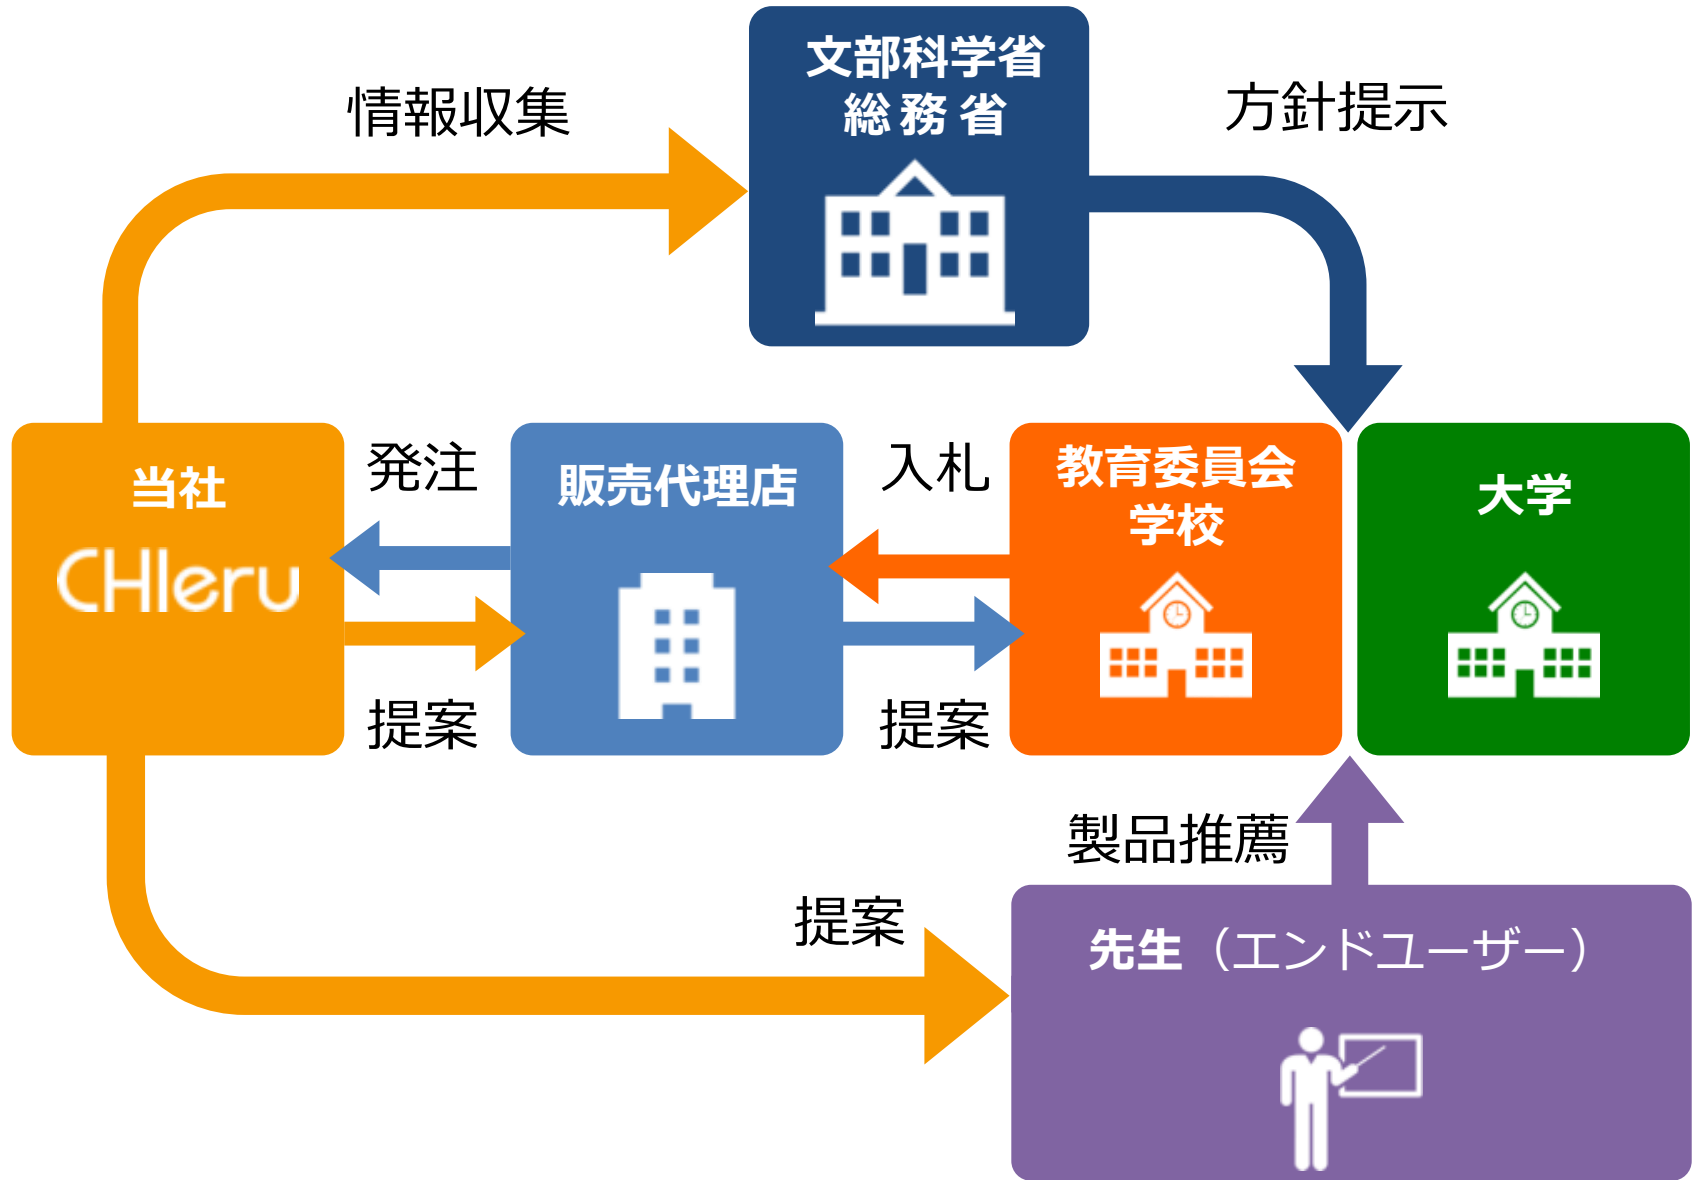 文部科学省
総務省
情報収集
方針提示
当社
CHIeru
発注
提案
販売代理店
入札
提案
教育委員会
学校
大学
製品推薦
提案
先生（エンドユーザー）